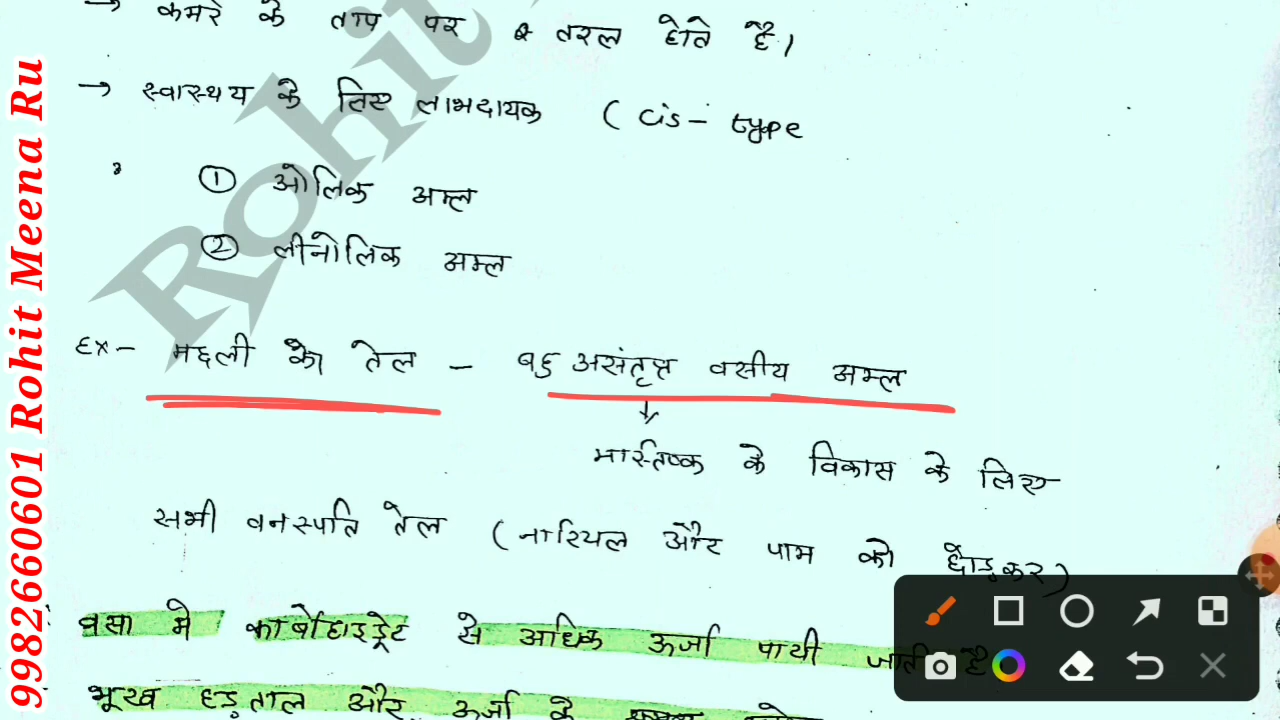 → कमरे के ताप पर तरल होते है।
→ स्वास्थय के लिए लाभदायक (cis - type
① ओलिक अम्ल
② लीनोलिक अम्ल
Ex - मछली का तेल - बहु असंतृप्त वसीय अम्ल
↓
मस्तिष्क के विकास के लिए
सभी वनस्पति तेल (नारियल और पाम को छोड़कर)
वसा मे कार्बोहाइड्रेट से अधिक ऊर्जा पायी जाती है
भूख हड़ताल और ऊर्जा के
9982660601 Rohit Meena Ru
Rohit